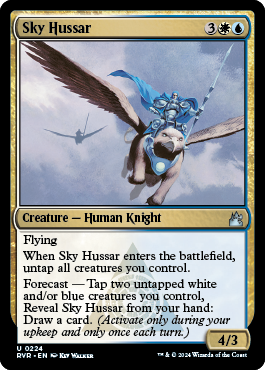 Sky Hussar 3
Creature — Human Knight
Flying
When Sky Hussar enters the battlefield,
untap all creatures you control.
Forecast — Tap two untapped white
and/or blue creatures you control,
Reveal Sky Hussar from your hand:
Draw a card. (Activate only during your
upkeep and only once each turn.)
4/3
U 0224
RVR • EN Kev Walker ™ & © 2024 Wizards of the Coast